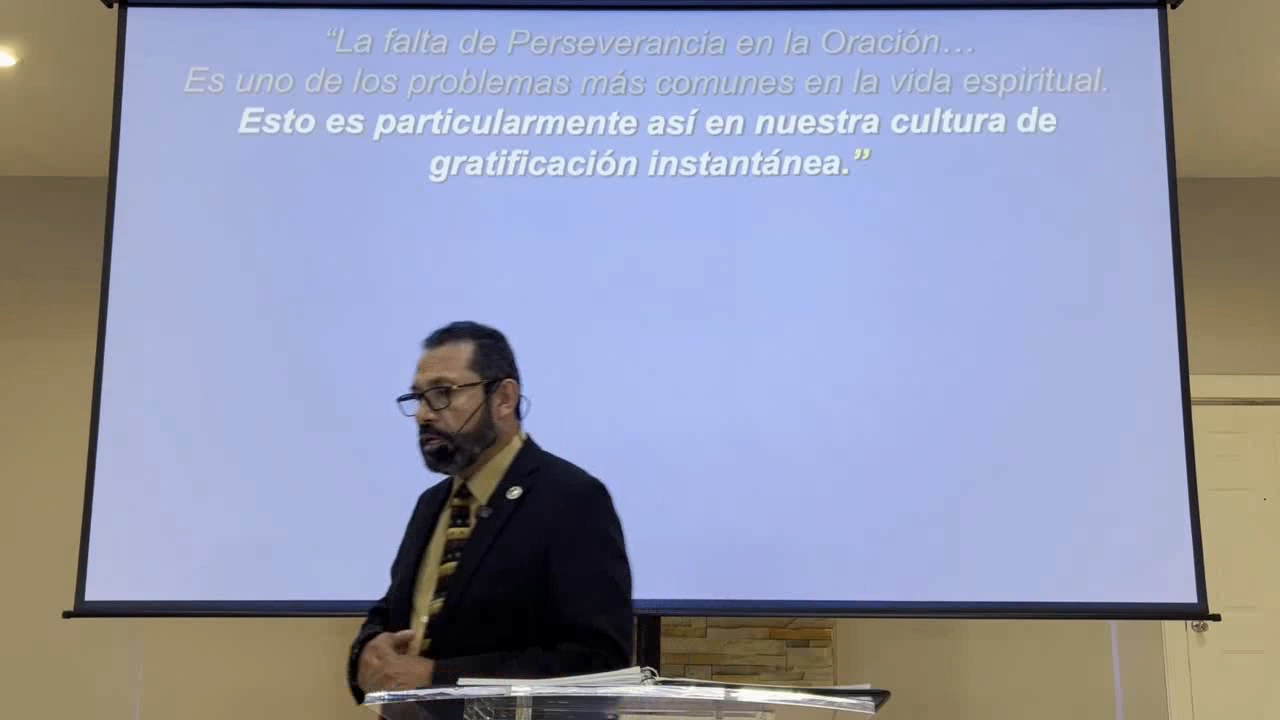 “La falta de Perseverancia en la Oración…
Es uno de los problemas más comunes en la vida espiritual.
Esto es particularmente así en nuestra cultura de
gratificación instantánea.”